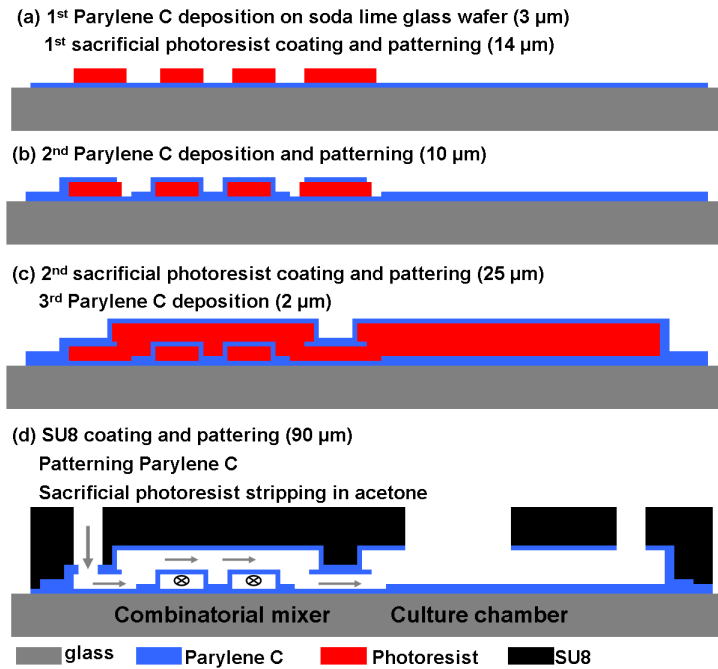 (a) 1st Parylene C deposition on soda lime glass wafer (3 µm)
1st sacrificial photoresist coating and patterning (14 µm)
(b) 2nd Parylene C deposition and patterning (10 µm)
(c) 2nd sacrificial photoresist coating and pattering (25 µm)
3rd Parylene C deposition (2 µm)
(d) SU8 coating and pattering (90 µm)
Patterning Parylene C
Sacrificial photoresist stripping in acetone
Combinatorial mixer Culture chamber
glass Parylene C Photoresist SU8